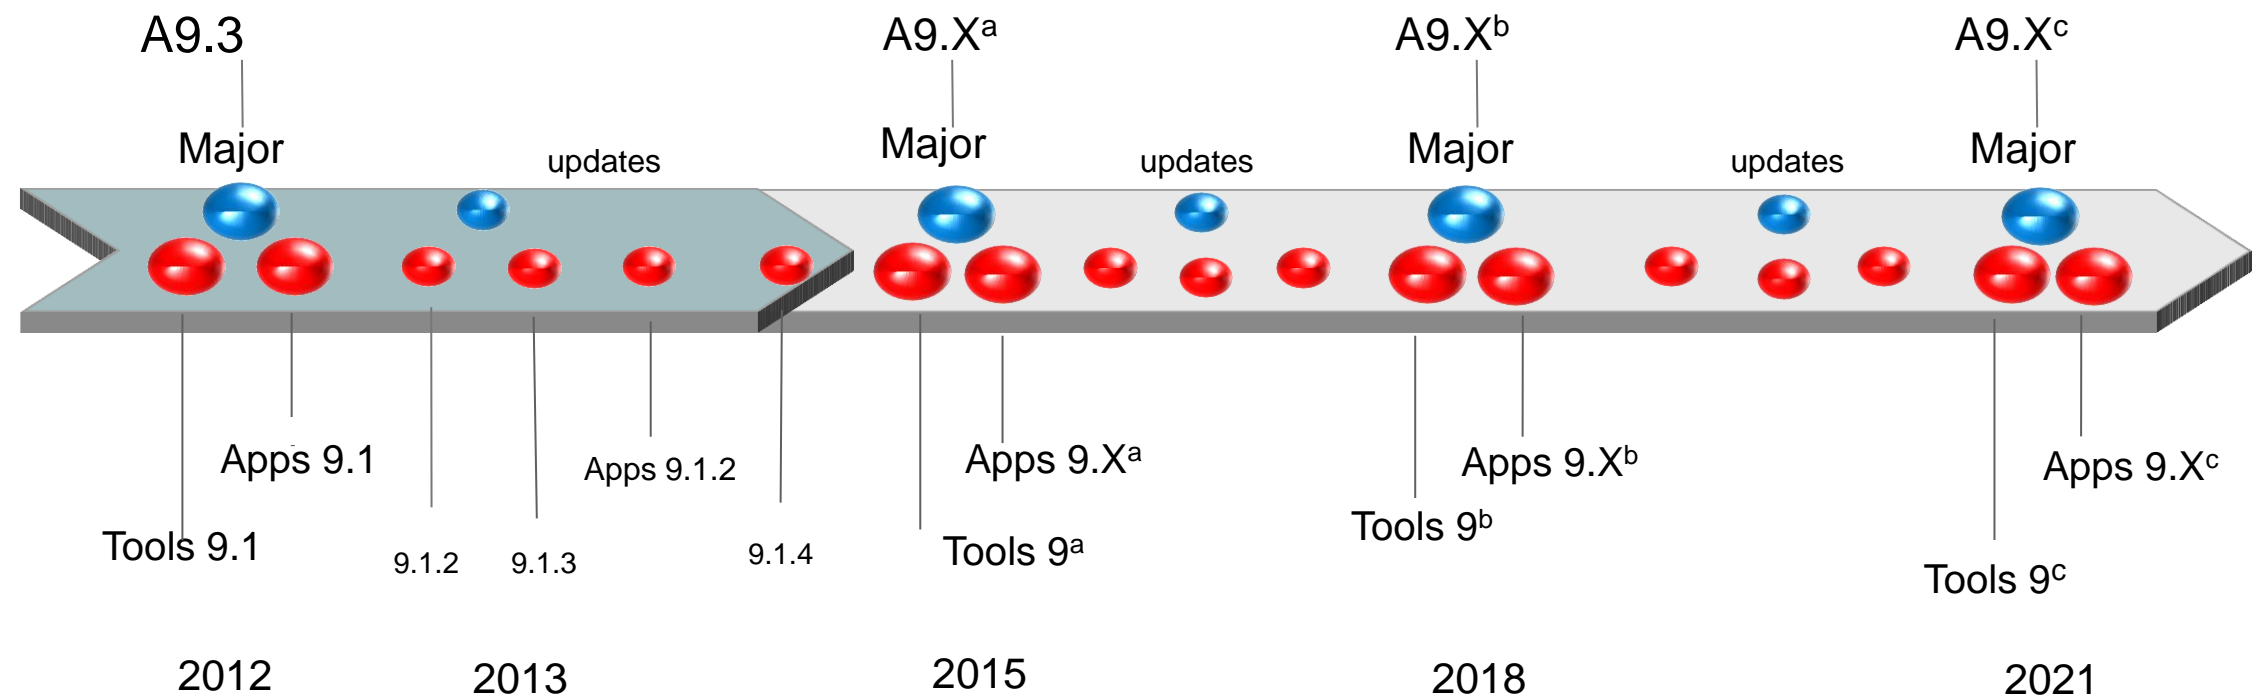 A9.3
A9.Xᵃ
A9.Xᵇ
A9.Xᶜ
Major
updates
Major
updates
Major
updates
Major
Apps 9.1
Apps 9.1.2
Apps 9.Xᵃ
Apps 9.Xᵇ
Apps 9.Xᶜ
Tools 9.1
9.1.2
9.1.3
9.1.4
Tools 9ᵃ
Tools 9ᵇ
Tools 9ᶜ
2012
2013
2015
2018
2021